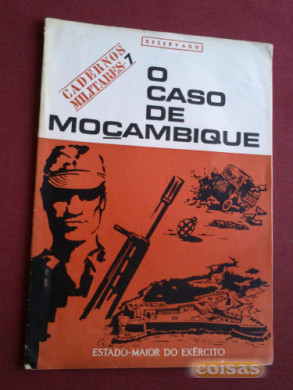 RESERVADO
CADERNOS
MILITARES 7
O
CASO
DE
MOÇAMBIQUE
ESTADO-MAIOR DO EXÉRCITO
coisas